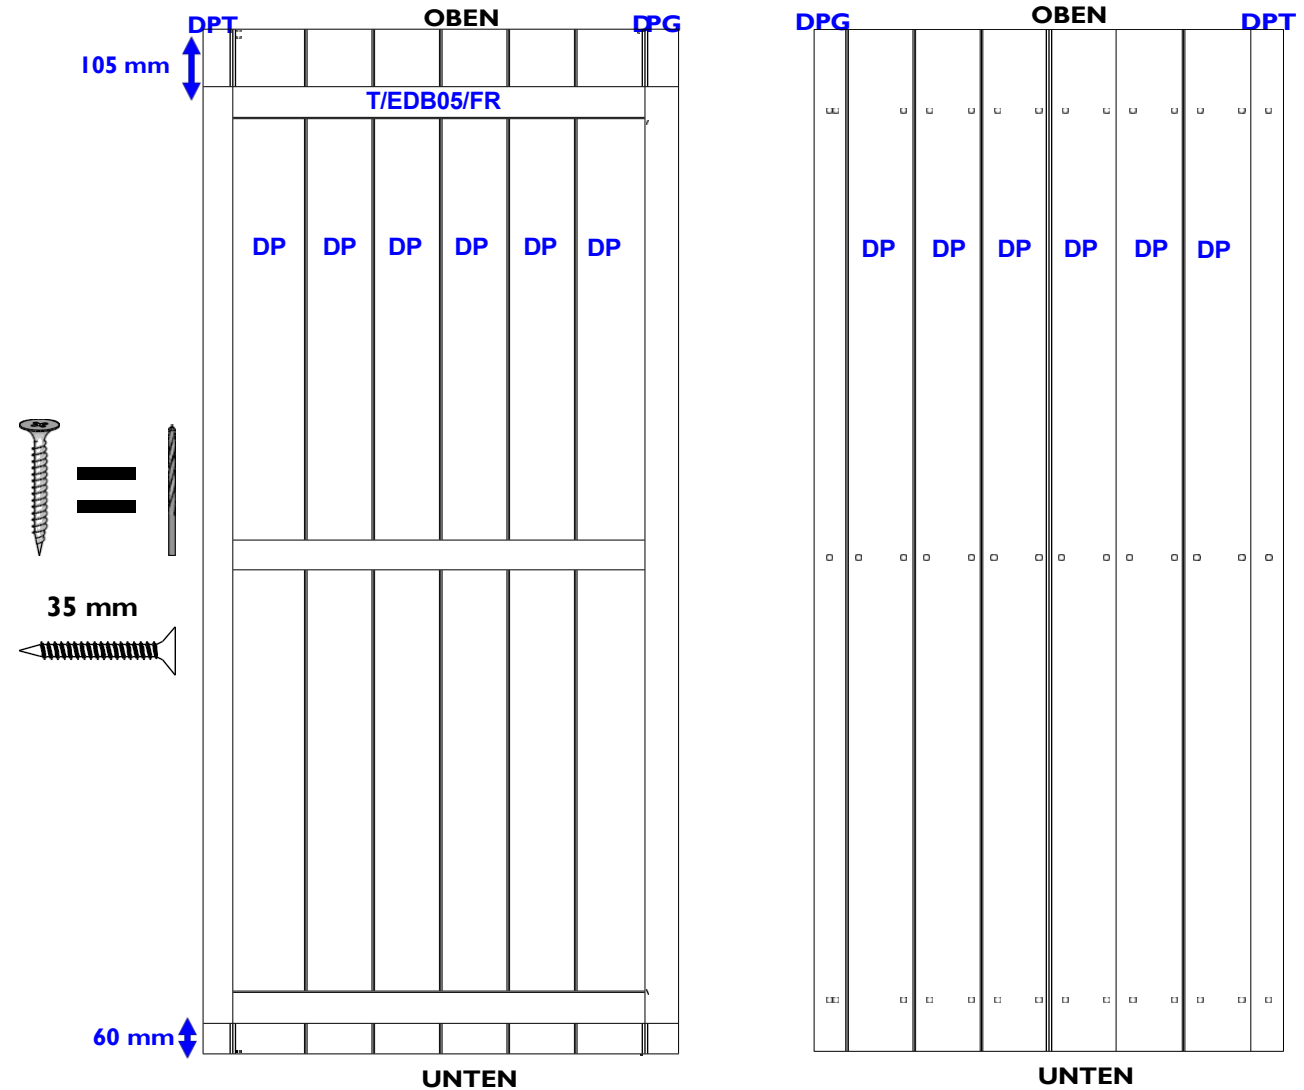 OBEN
DPT
DPG
105 mm
T/EDB05/FR
DP DP DP DP DP DP
35 mm
60 mm
UNTEN
OBEN
DPG
DPT
DP DP DP DP DP DP
UNTEN